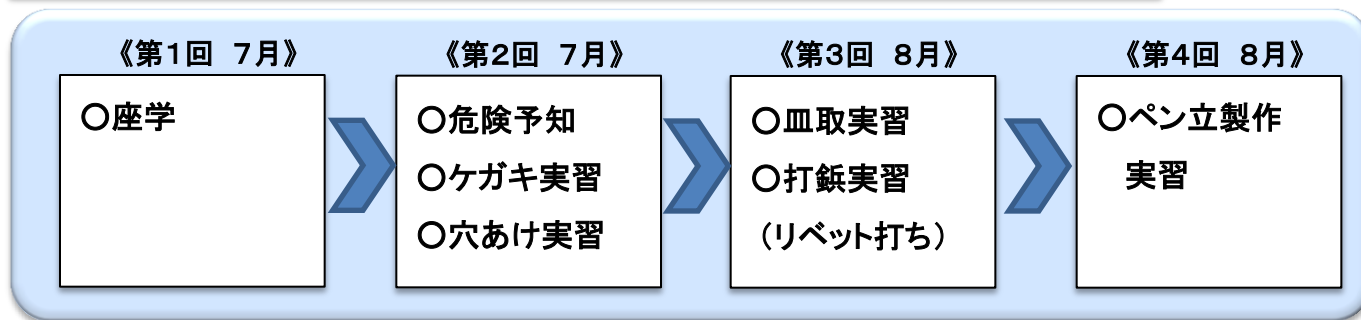 《第1回 7月》
○座学
《第2回 7月》
○危険予知
○ケガキ実習
○穴あけ実習
《第3回 8月》
○皿取実習
○打鋲実習
（リベット打ち）
《第4回 8月》
○ペン立製作
実習